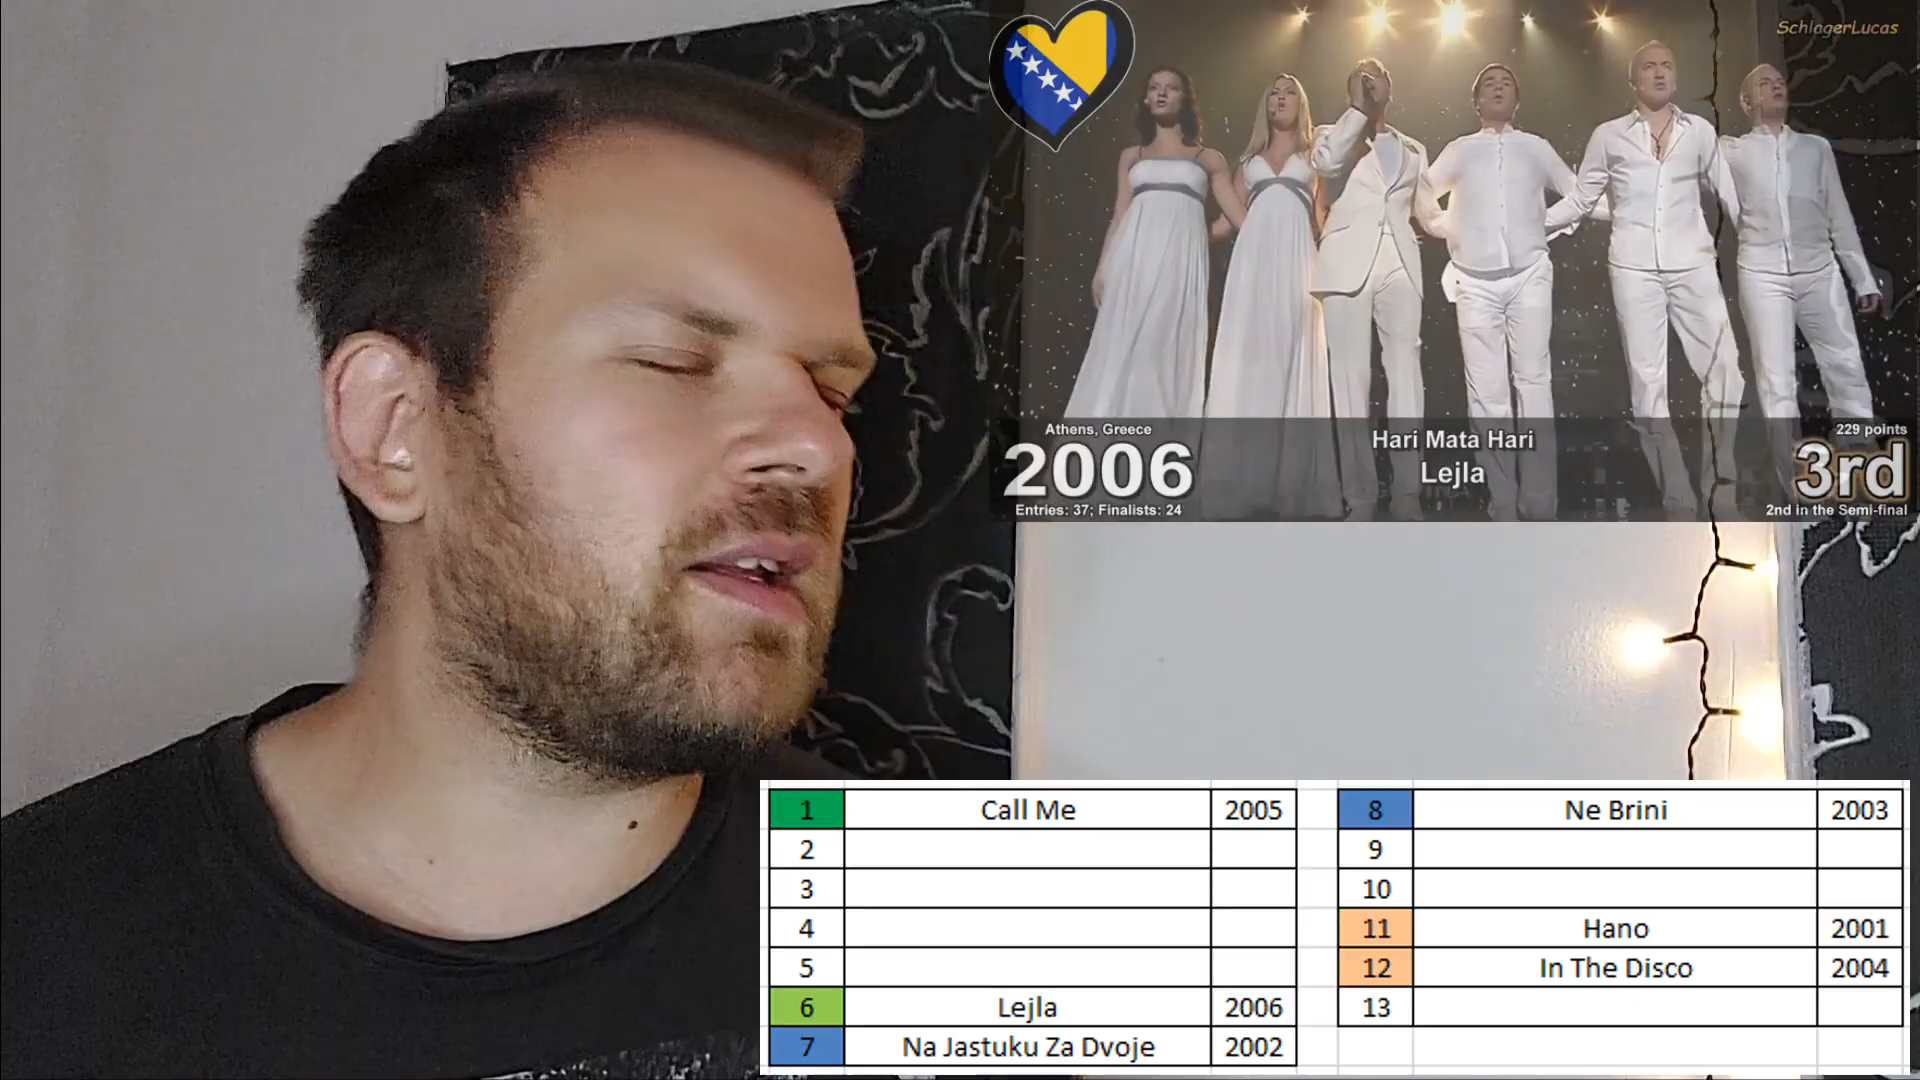 SchlagerLucas
Athens, Greece
2006
Entries: 37; Finalists: 24
Hari Mata Hari
Lejla
229 points
3rd
2nd in the Semi-final
1 Call Me 2005
2
3
4
5
6 Lejla 2006
7 Na Jastuku Za Dvoje 2002
8 Ne Brini 2003
9
10
11 Hano 2001
12 In The Disco 2004
13